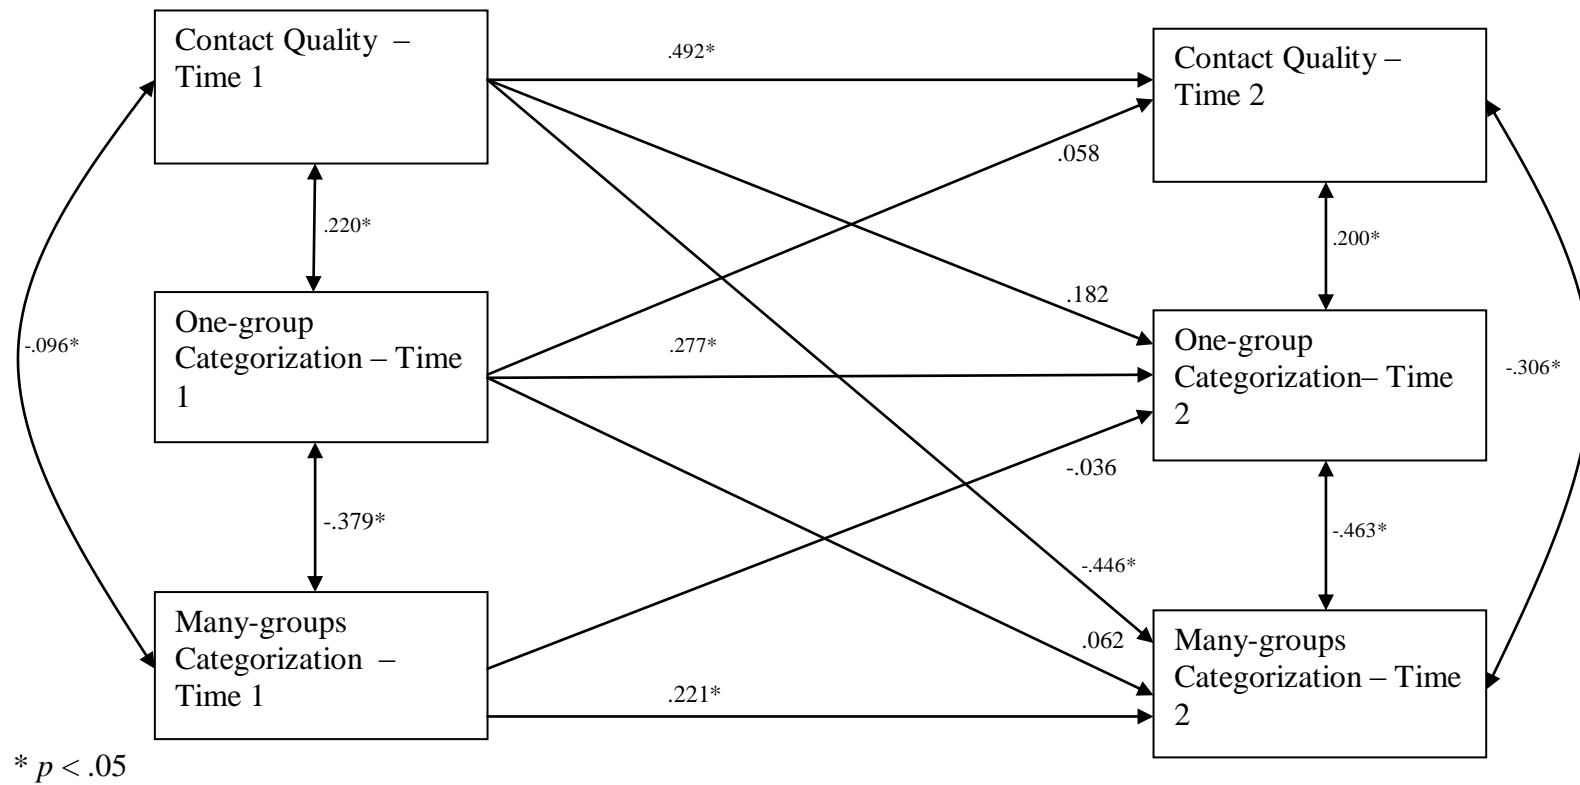 Contact Quality –
Time 1
.492*
Contact Quality –
Time 2
.058
.220*
.200*
.182
One-group
Categorization – Time
1
-.096*
.277*
One-group
Categorization– Time
2
-.306*
-.036
-.379*
-.463*
-.446*
Many-groups
Categorization –
Time 1
.062
.221*
Many-groups
Categorization – Time
2
* p < .05